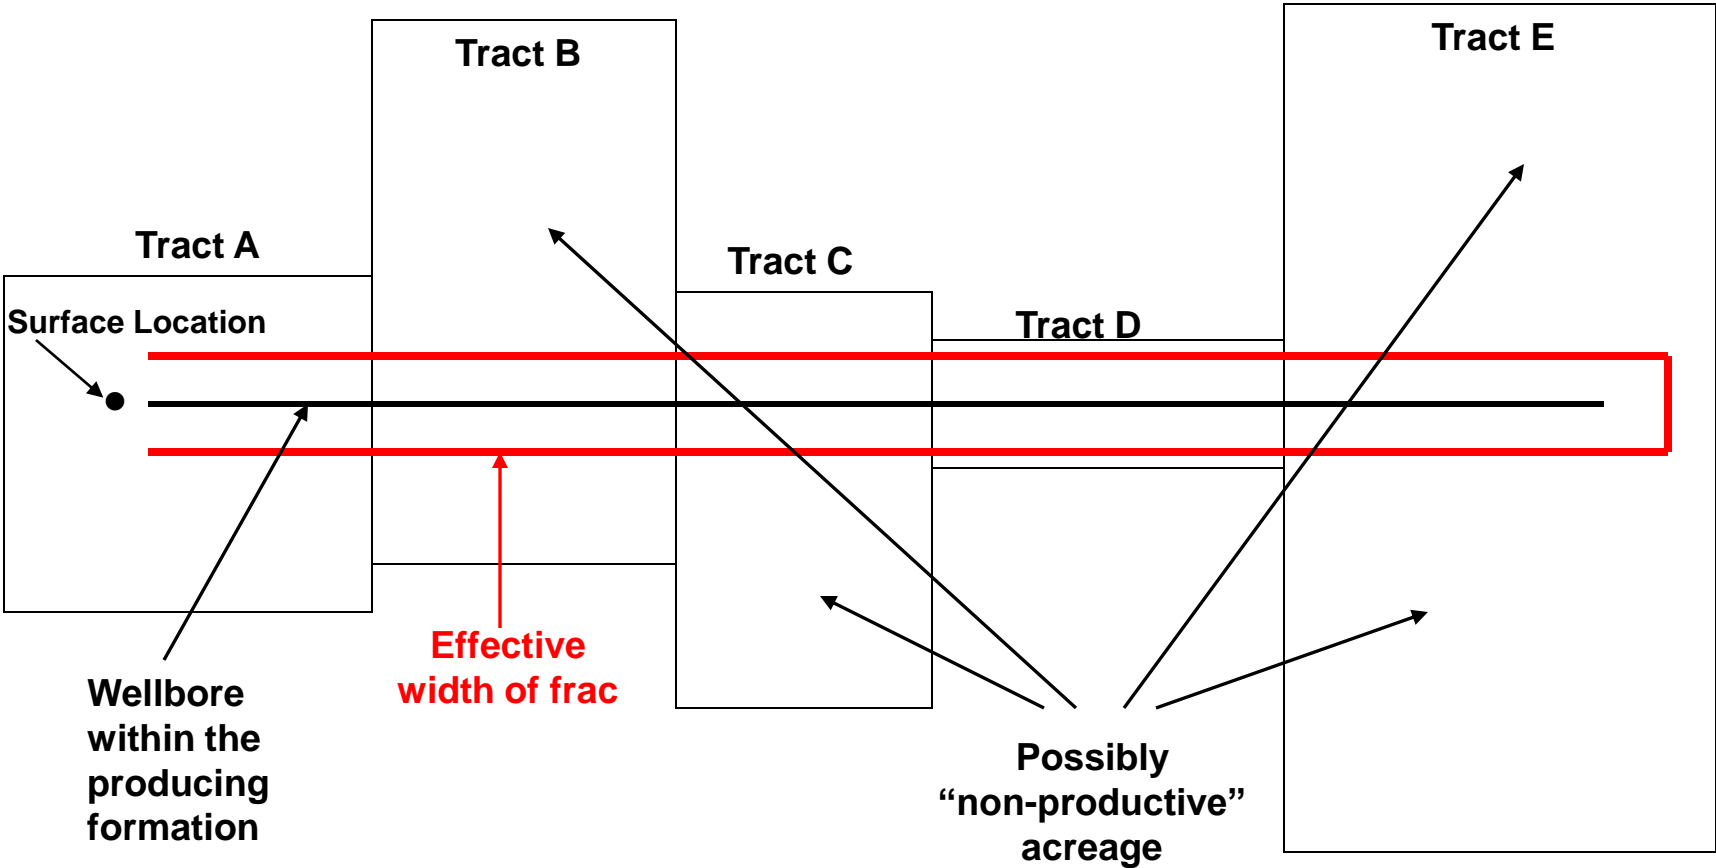 Tract E
Tract B
Tract A
Tract C
Surface Location
Tract D
Effective
width of frac
Wellbore
within the
producing
formation
Possibly
“non-productive”
acreage